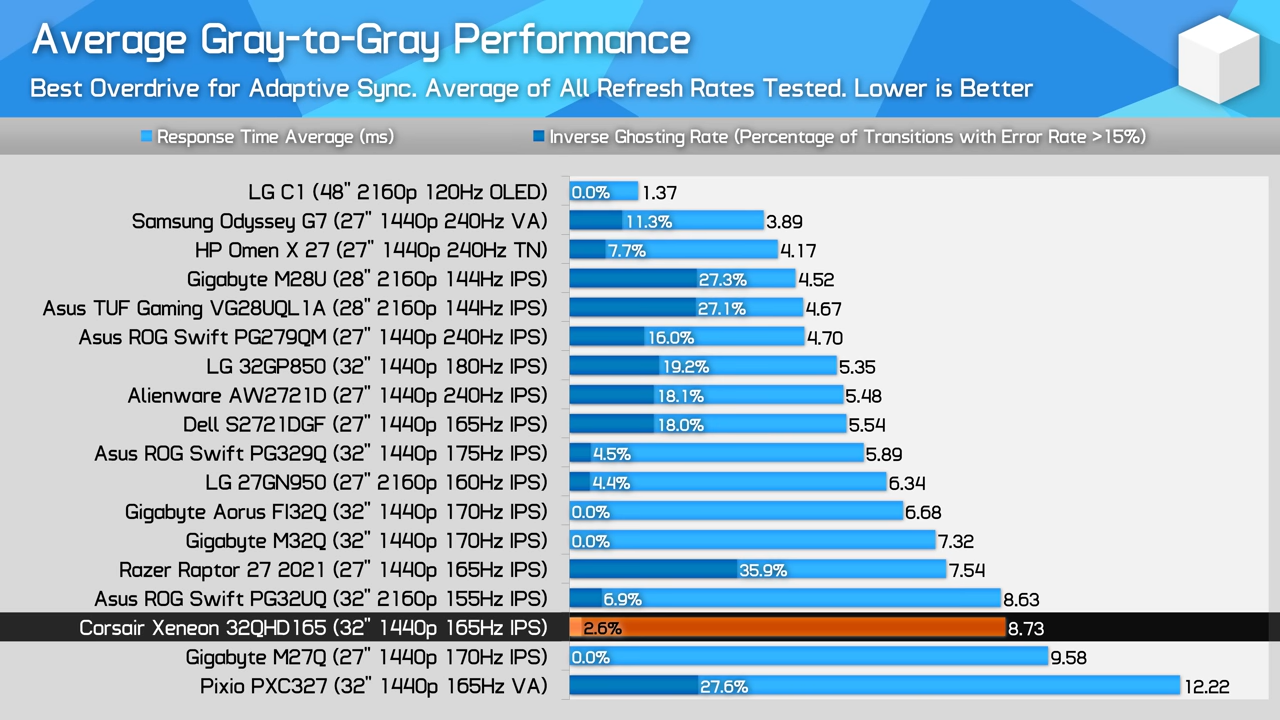 Average Gray-to-Gray Performance
Best Overdrive for Adaptive Sync. Average of All Refresh Rates Tested. Lower is Better
Response Time Average (ms) Inverse Ghosting Rate (Percentage of Transitions with Error Rate >15%)
LG C1 (48" 2160p 120Hz OLED) 0.0% 1.37
Samsung Odyssey G7 (27" 1440p 240Hz VA) 11.3% 3.89
HP Omen X 27 (27" 1440p 240Hz TN) 7.7% 4.17
Gigabyte M28U (28" 2160p 144Hz IPS) 27.3% 4.52
Asus TUF Gaming VG28UQL1A (28" 2160p 144Hz IPS) 27.1% 4.67
Asus ROG Swift PG279QM (27" 1440p 240Hz IPS) 16.0% 4.70
LG 32GP850 (32" 1440p 180Hz IPS) 19.2% 5.35
Alienware AW2721D (27" 1440p 240Hz IPS) 18.1% 5.48
Dell S2721DGF (27" 1440p 165Hz IPS) 18.0% 5.54
Asus ROG Swift PG329Q (32" 1440p 175Hz IPS) 4.5% 5.89
LG 27GN950 (27" 2160p 160Hz IPS) 4.4% 6.34
Gigabyte Aorus FI32Q (32" 1440p 170Hz IPS) 0.0% 6.68
Gigabyte M32Q (32" 1440p 170Hz IPS) 0.0% 7.32
Razer Raptor 27 2021 (27" 1440p 165Hz IPS) 35.9% 7.54
Asus ROG Swift PG32UQ (32" 2160p 155Hz IPS) 6.9% 8.63
Corsair Xeneon 32QHD165 (32" 1440p 165Hz IPS) 2.6% 8.73
Gigabyte M27Q (27" 1440p 170Hz IPS) 0.0% 9.58
Pixio PXC327 (32" 1440p 165Hz VA) 27.6% 12.22